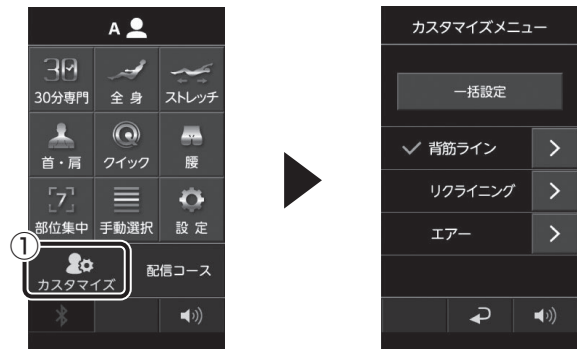 A
30分専門
全 身
ストレッチ
首・肩
クイック
腰
7
部位集中
手動選択
設 定
①
カスタマイズ
配信コース
カスタマイズメニュー
一括設定
背筋ライン
リクライニング
エアー